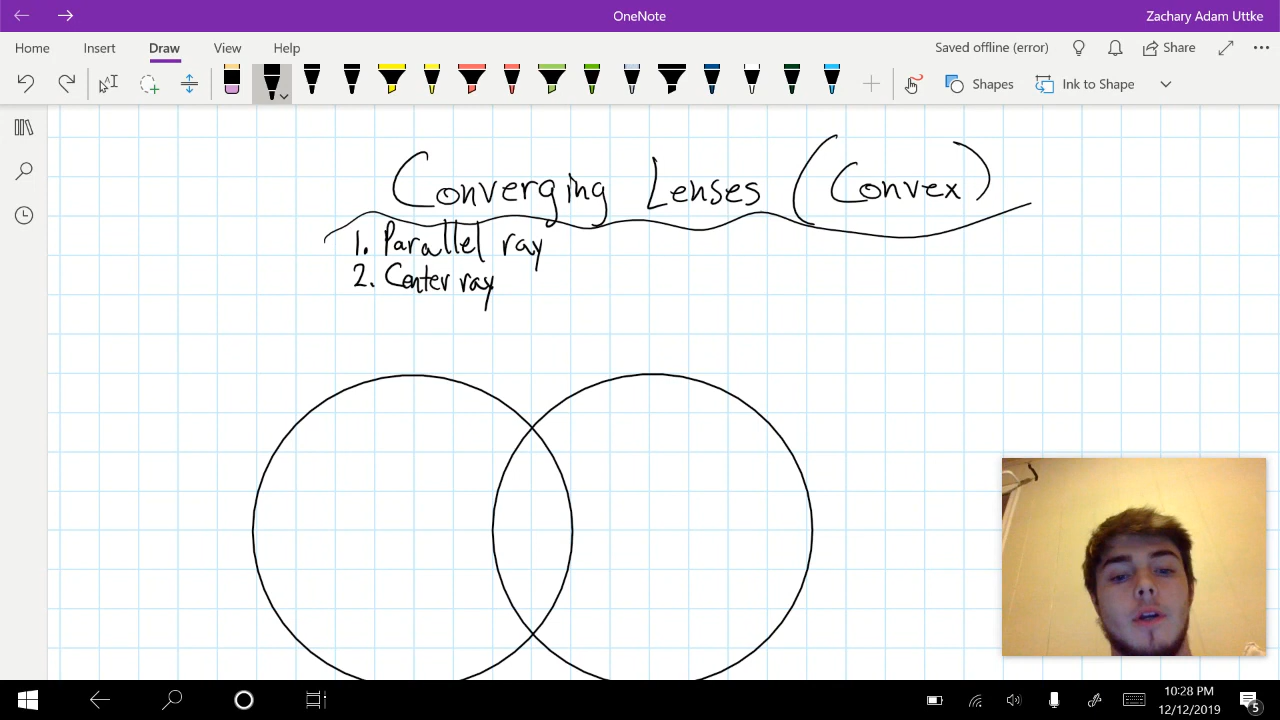 OneNote
Zachary Adam Uttke
Home Insert Draw View Help
Saved offline (error) Share
Shapes Ink to Shape
Converging Lenses (Convex)
1. Parallel ray
2. Center ray
10:28 PM
12/12/2019
5